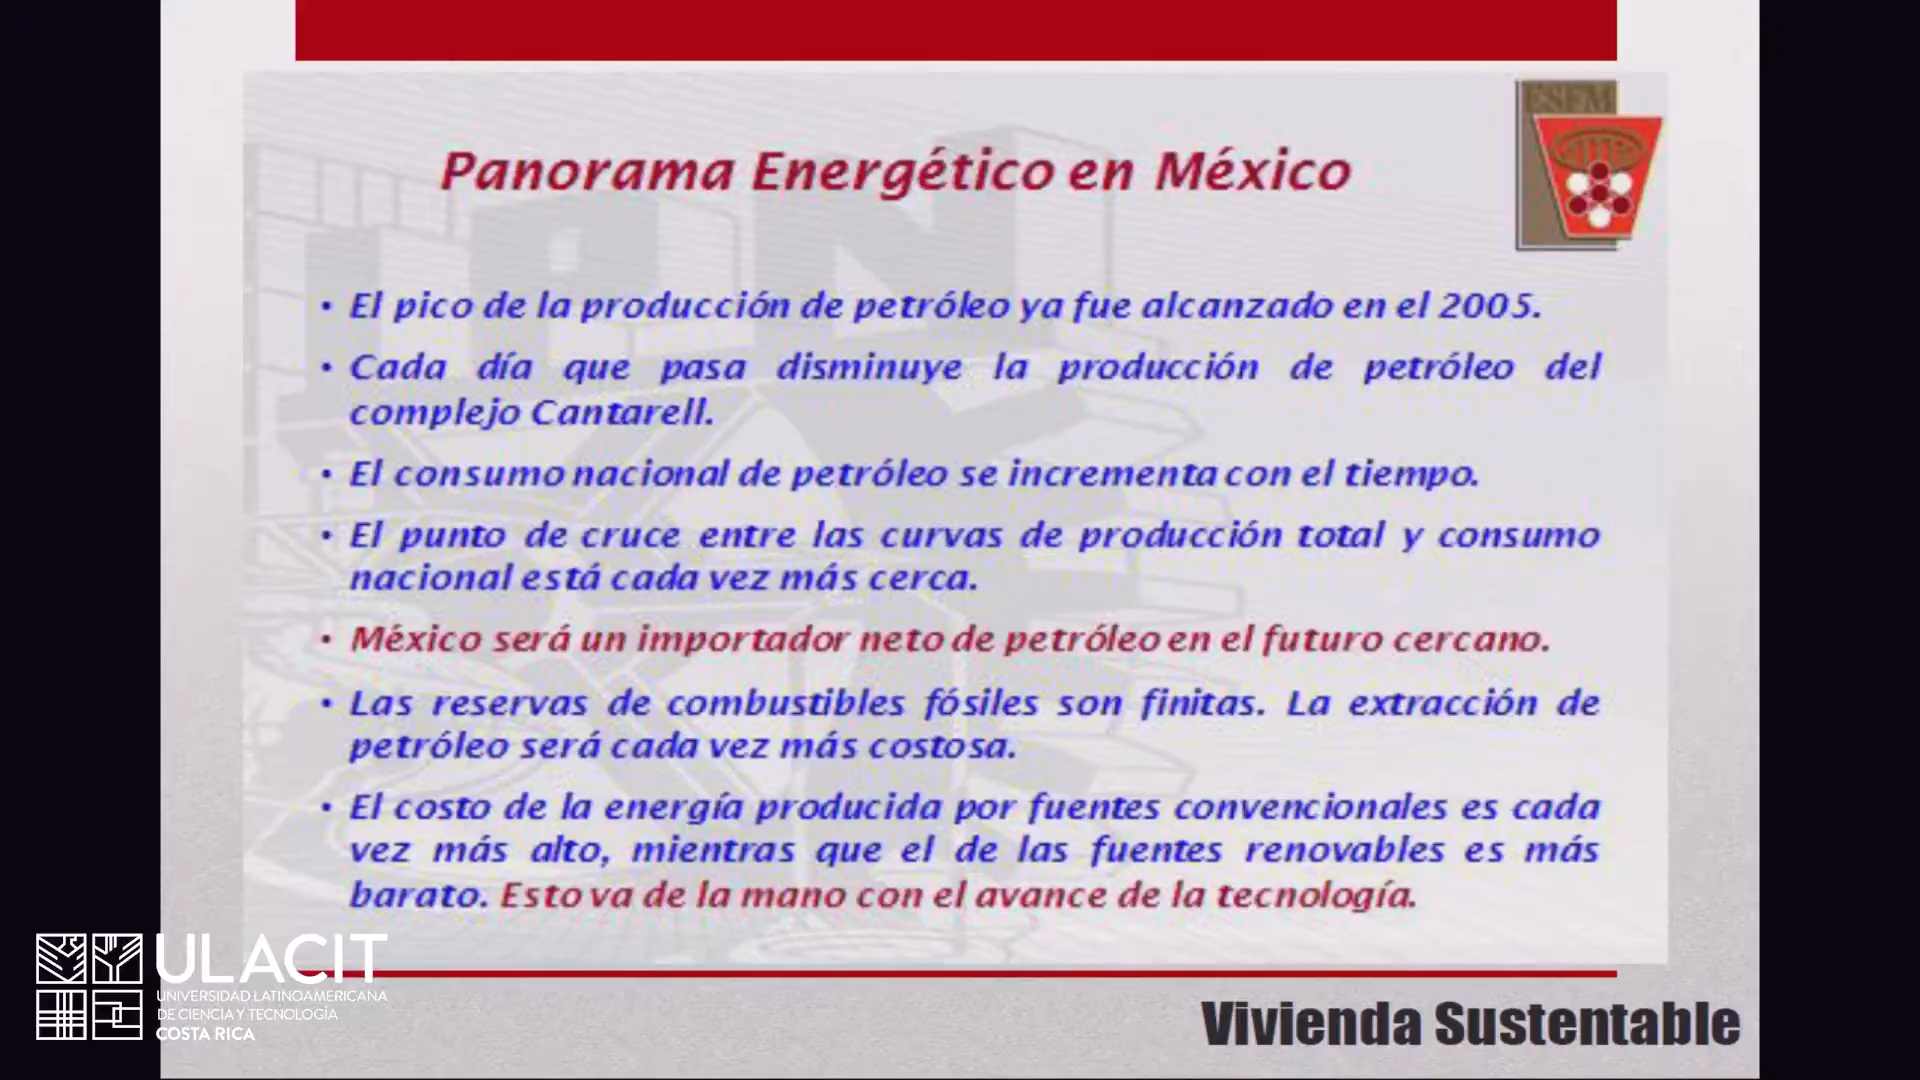 ESFM
Panorama Energético en México
• El pico de la producción de petróleo ya fue alcanzado en el 2005.
• Cada día que pasa disminuye la producción de petróleo del
complejo Cantarell.
• El consumo nacional de petróleo se incrementa con el tiempo.
• El punto de cruce entre las curvas de producción total y consumo
nacional está cada vez más cerca.
• México será un importador neto de petróleo en el futuro cercano.
• Las reservas de combustibles fósiles son finitas. La extracción de
petróleo será cada vez más costosa.
• El costo de la energía producida por fuentes convencionales es cada
vez más alto, mientras que el de las fuentes renovables es más
barato. Esto va de la mano con el avance de la tecnología.
ULACIT
UNIVERSIDAD LATINOAMERICANA
DE CIENCIA Y TECNOLOGÍA
COSTA RICA
Vivienda Sustentable